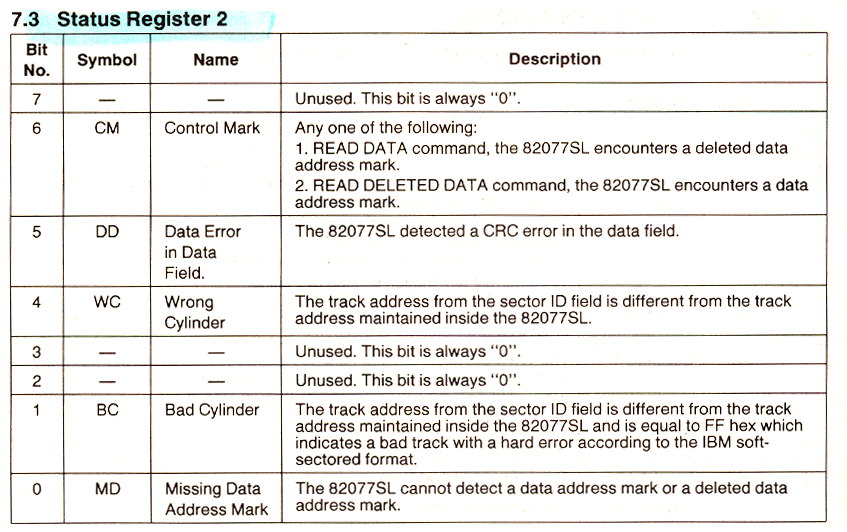 7.3 Status Register 2
Bit No. Symbol Name Description
7 — — Unused. This bit is always "0".
6 CM Control Mark Any one of the following:
1. READ DATA command, the 82077SL encounters a deleted data
address mark.
2. READ DELETED DATA command, the 82077SL encounters a data
address mark.
5 DD Data Error The 82077SL detected a CRC error in the data field.
in Data
Field.
4 WC Wrong The track address from the sector ID field is different from the track
Cylinder address maintained inside the 82077SL.
3 — — Unused. This bit is always "0".
2 — — Unused. This bit is always "0".
1 BC Bad Cylinder The track address from the sector ID field is different from the track
address maintained inside the 82077SL and is equal to FF hex which
indicates a bad track with a hard error according to the IBM soft-
sectored format.
0 MD Missing Data The 82077SL cannot detect a data address mark or a deleted data
Address Mark address mark.